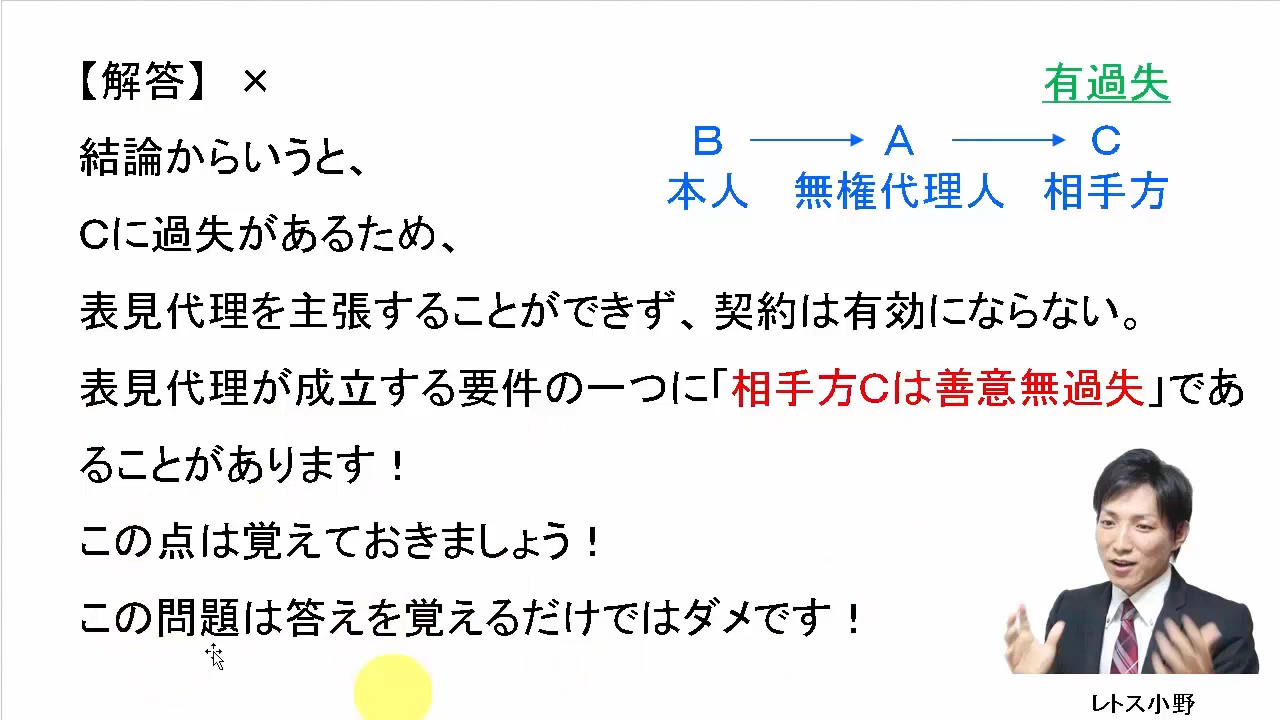 【解答】 ×
有過失
B → A → C
本人 無権代理人 相手方
結論からいうと、
Cに過失があるため、
表見代理を主張することができず、契約は有効にならない。
表見代理が成立する要件の一つに「相手方Cは善意無過失」であ
ることがあります！
この点は覚えておきましょう！
この問題は答えを覚えるだけではダメです！
レトス小野